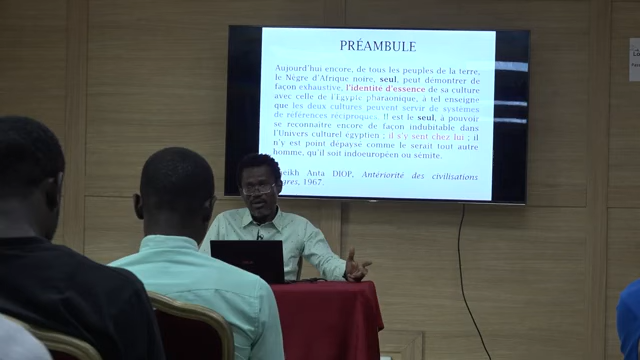 PRÉAMBULE
Aujourd'hui encore, de tous les peuples de la terre,
le Nègre d'Afrique noire, seul, peut démontrer de
façon exhaustive, l'identité d'essence de sa culture
avec celle de l'Égypte pharaonique, à tel enseigne
que les deux cultures peuvent servir de systèmes
de références réciproques. Il est le seul, à pouvoir
se reconnaitre encore de façon indubitable dans
l'Univers culturel égyptien ; il s'y sent chez lui ; il
n'y est point dépaysé comme le serait tout autre
homme, qu'il soit indoeuropéen ou sémite.
eikh Anta DIOP, Antériorité des civilisations
gres, 1967.